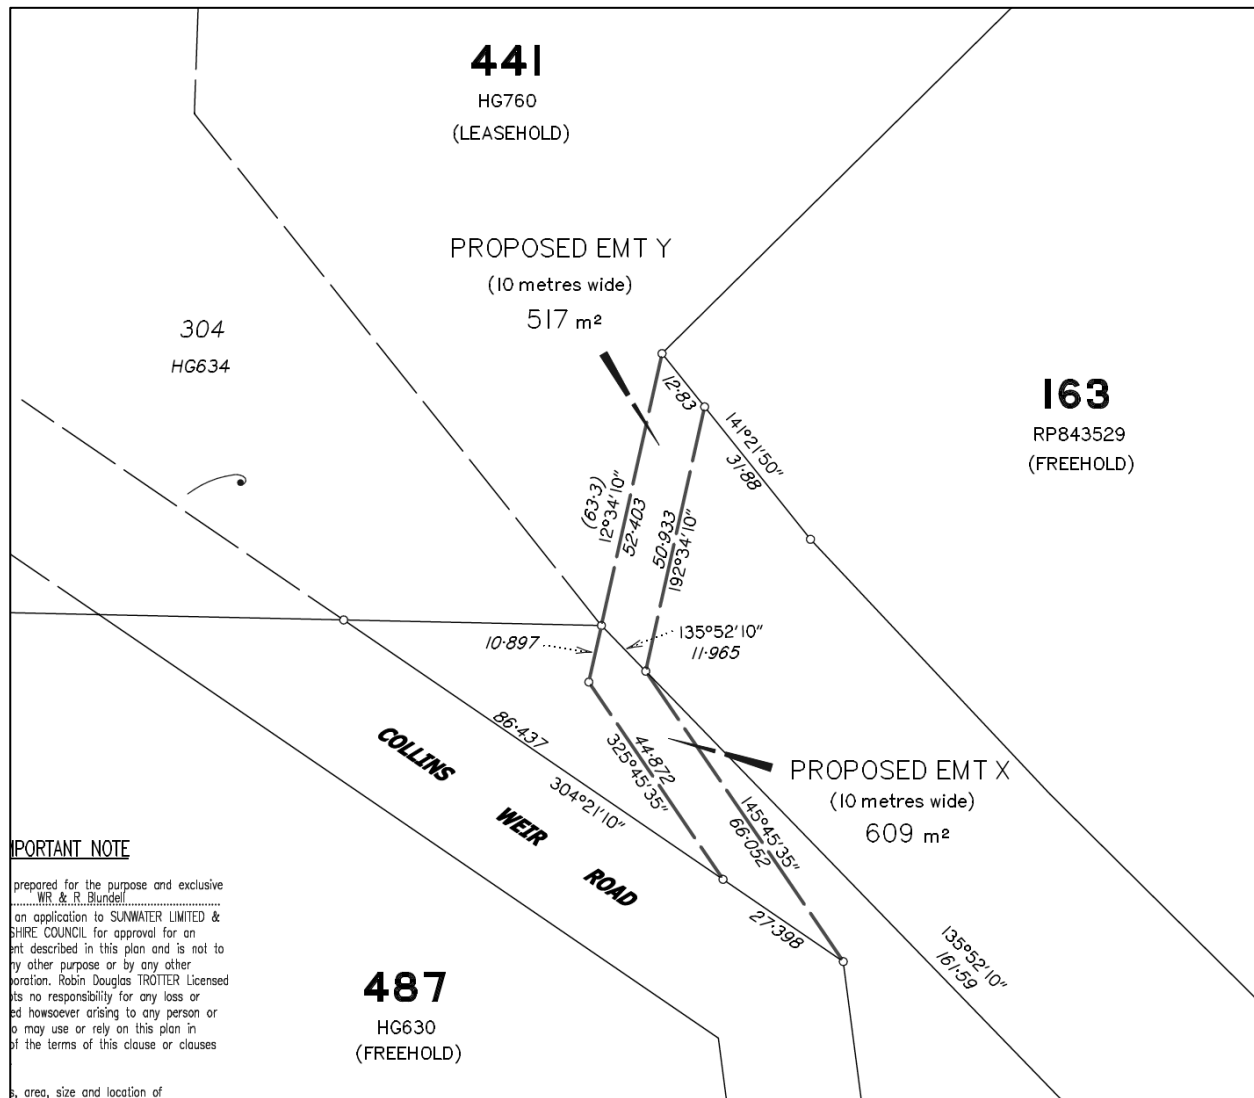 441
HG760
(LEASEHOLD)
PROPOSED EMT Y
(10 metres wide)
517 m²
304
HG634
163
RP843529
(FREEHOLD)
12·83
141°21'50"
31·88
(63·3)
12°34'10"
52·403
50·933
192°34'10"
10·897
135°52'10"
11·965
86·437
304°21'10"
44·872
325°45'35"
COLLINS
WEIR
ROAD
PROPOSED EMT X
(10 metres wide)
609 m²
145°45'35"
66·052
27·398
135°52'10"
161·59
487
HG630
(FREEHOLD)
IMPORTANT NOTE
prepared for the purpose and exclusive
WR & R Blundell
an application to SUNWATER LIMITED &
SHIRE COUNCIL for approval for an
described in this plan and is not to
other purpose or by any other
Robin Douglas TROTTER Licensed
no responsibility for any loss or
howsoever arising to any person or
may use or rely on this plan in
of the terms of this clause or clauses
area, size and location of